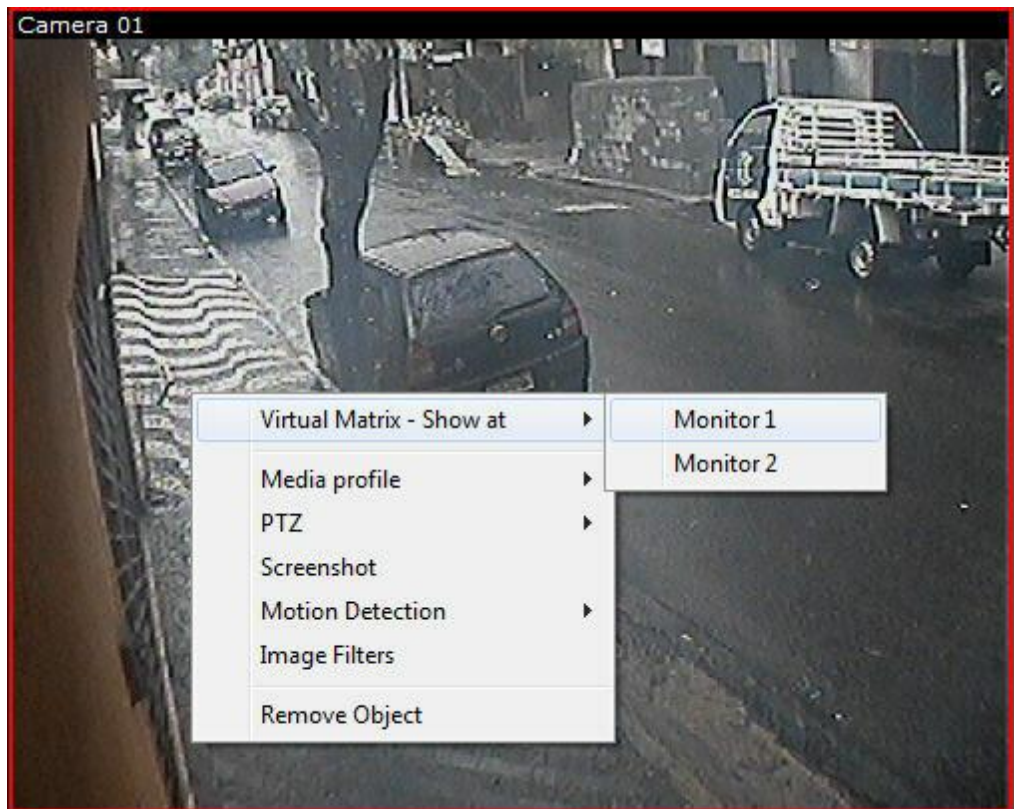 Camera 01
Virtual Matrix - Show at
Monitor 1
Monitor 2
Media profile
PTZ
Screenshot
Motion Detection
Image Filters
Remove Object